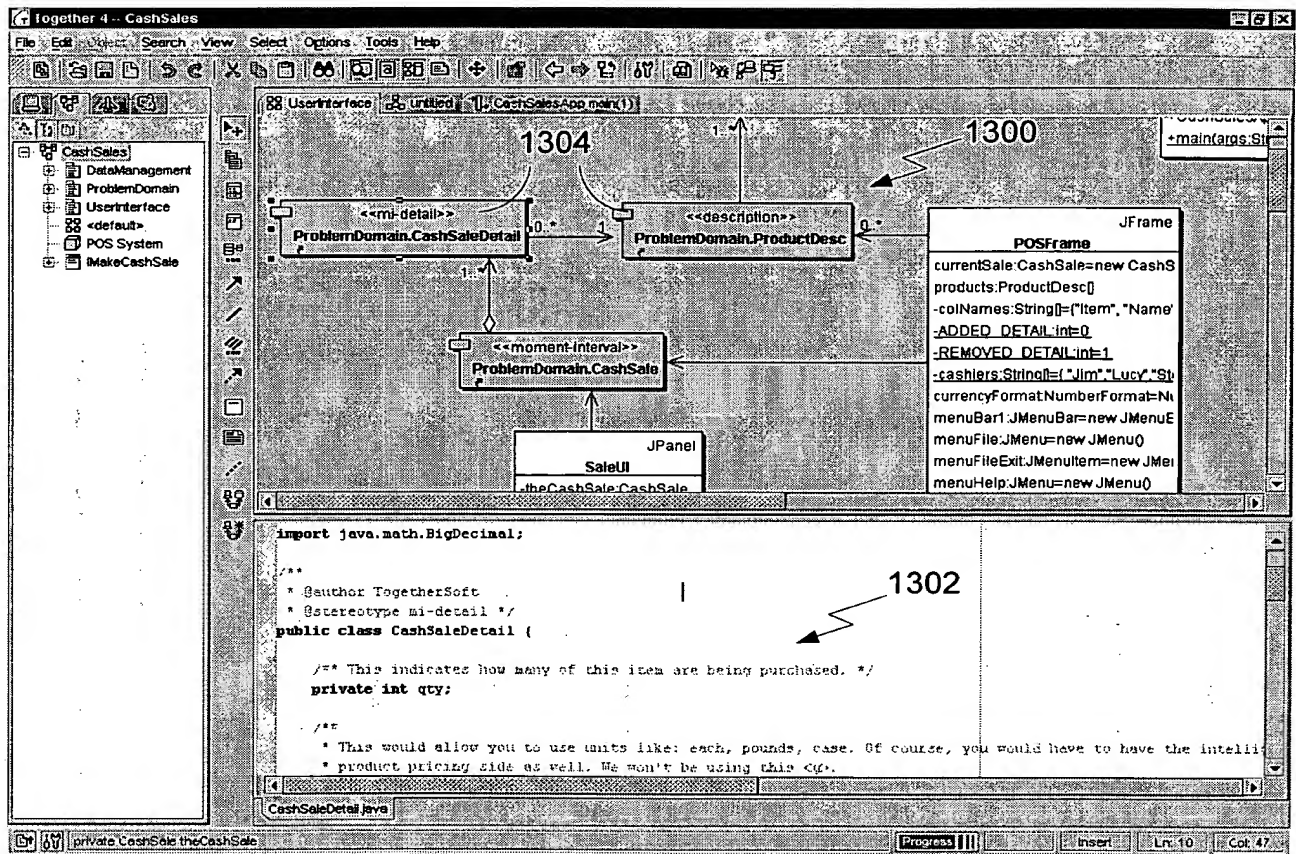 Together 4 -- CashSales
File Edit Object Search View Select Options Tools Help
UserInterface untitled CashSalesApp.main(1)
CashSales
DataManagement
ProblemDomain
UserInterface
<default>
POS System
IMakeCashSale
1304
1300
1..*
+main(args:Str
<<mi-detail>>
ProblemDomain.CashSaleDetail
0..*
1
<<description>>
ProblemDomain.ProductDesc
0..*
1..*
<<moment-interval>>
ProblemDomain.CashSale
JFrame
POSFrame
currentSale:CashSale=new CashS
products:ProductDesc[]
-colNames:String[]={"Item", "Name"
-ADDED_DETAIL:int=0
-REMOVED_DETAIL:int=1
-cashiers:String[]={ "Jim","Lucy","St
currencyFormat:NumberFormat=Nu
menuBar1:JMenuBar=new JMenuB
menuFile:JMenu=new JMenu()
menuFileExit:JMenuItem=new JMe
menuHelp:JMenu=new JMenu()
JPanel
SaleUI
-theCashSale:CashSale
import java.math.BigDecimal;
/**
* @author TogetherSoft
* @stereotype mi-detail */
public class CashSaleDetail {
1302
/** This indicates how many of this item are being purchased. */
private int qty;
/**
* This would allow you to use units like: each, pounds, case. Of course, you would have to have the intelli
* product pricing side as well. We won't be using this <g>.
CashSaleDetail.java
private CashSale theCashSale
Progress
Insert
Ln: 10
Col: 47